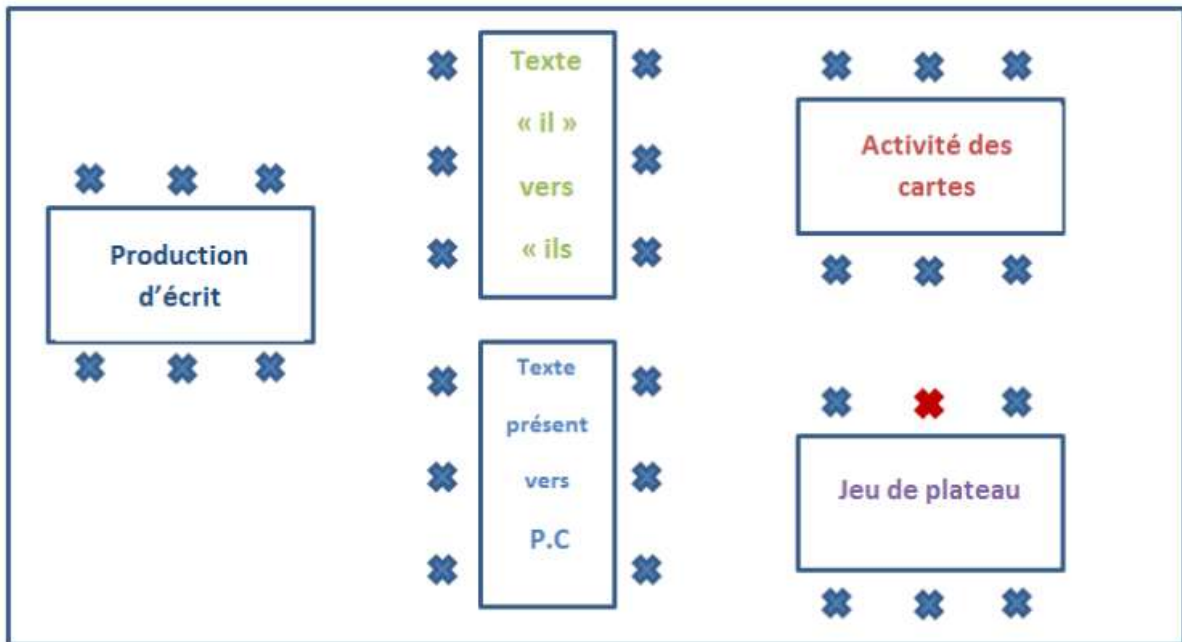 Production
d'écrit
Texte
« il »
vers
« ils
Texte
présent
vers
P.C
Activité des
cartes
Jeu de plateau